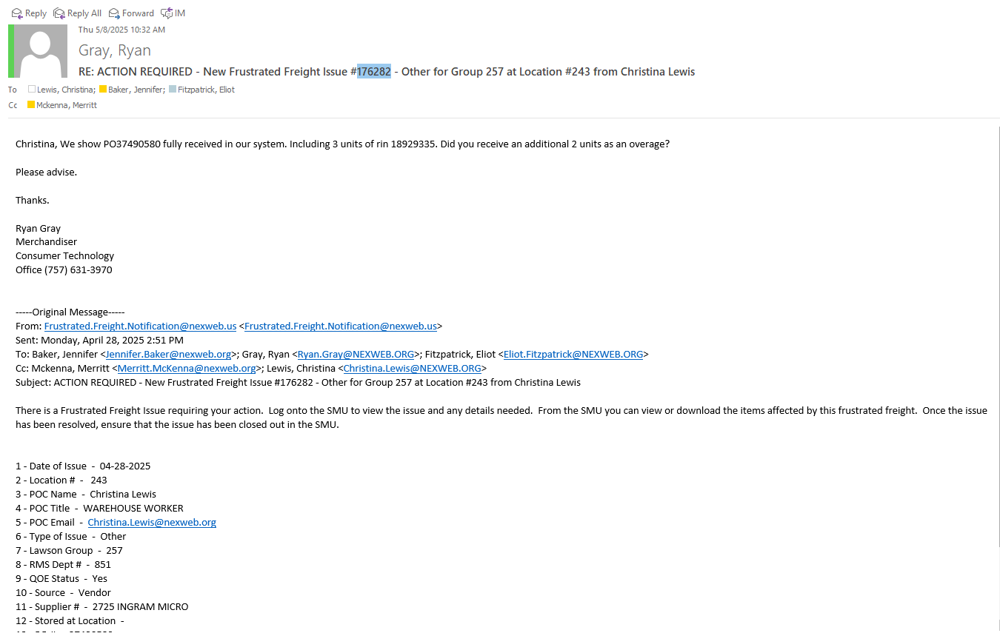 Reply Reply All Forward IM
Thu 5/8/2025 10:32 AM
Gray, Ryan
RE: ACTION REQUIRED - New Frustrated Freight Issue #176282 - Other for Group 257 at Location #243 from Christina Lewis
To Lewis, Christina; Baker, Jennifer; Fitzpatrick, Eliot
Cc Mckenna, Merritt
Christina, We show PO37490580 fully received in our system. Including 3 units of rin 18929335. Did you receive an additional 2 units as an overage?
Please advise.
Thanks.
Ryan Gray
Merchandiser
Consumer Technology
Office (757) 631-3970
-----Original Message-----
From: Frustrated.Freight.Notification@nexweb.us <Frustrated.Freight.Notification@nexweb.us>
Sent: Monday, April 28, 2025 2:51 PM
To: Baker, Jennifer <Jennifer.Baker@nexweb.org>; Gray, Ryan <Ryan.Gray@NEXWEB.ORG>; Fitzpatrick, Eliot <Eliot.Fitzpatrick@NEXWEB.ORG>
Cc: Mckenna, Merritt <Merritt.McKenna@nexweb.org>; Lewis, Christina <Christina.Lewis@NEXWEB.ORG>
Subject: ACTION REQUIRED - New Frustrated Freight Issue #176282 - Other for Group 257 at Location #243 from Christina Lewis
There is a Frustrated Freight Issue requiring your action.  Log onto the SMU to view the issue and any details needed.  From the SMU you can view or download the items affected by this frustrated freight.  Once the issue
has been resolved, ensure that the issue has been closed out in the SMU.
1 - Date of Issue  -  04-28-2025
2 - Location #  -   243
3 - POC Name  -  Christina Lewis
4 - POC Title  -  WAREHOUSE WORKER
5 - POC Email  -  Christina.Lewis@nexweb.org
6 - Type of Issue  -  Other
7 - Lawson Group  -  257
8 - RMS Dept #  -  851
9 - QOE Status  -  Yes
10 - Source  -  Vendor
11 - Supplier #  -  2725 INGRAM MICRO
12 - Stored at Location  -